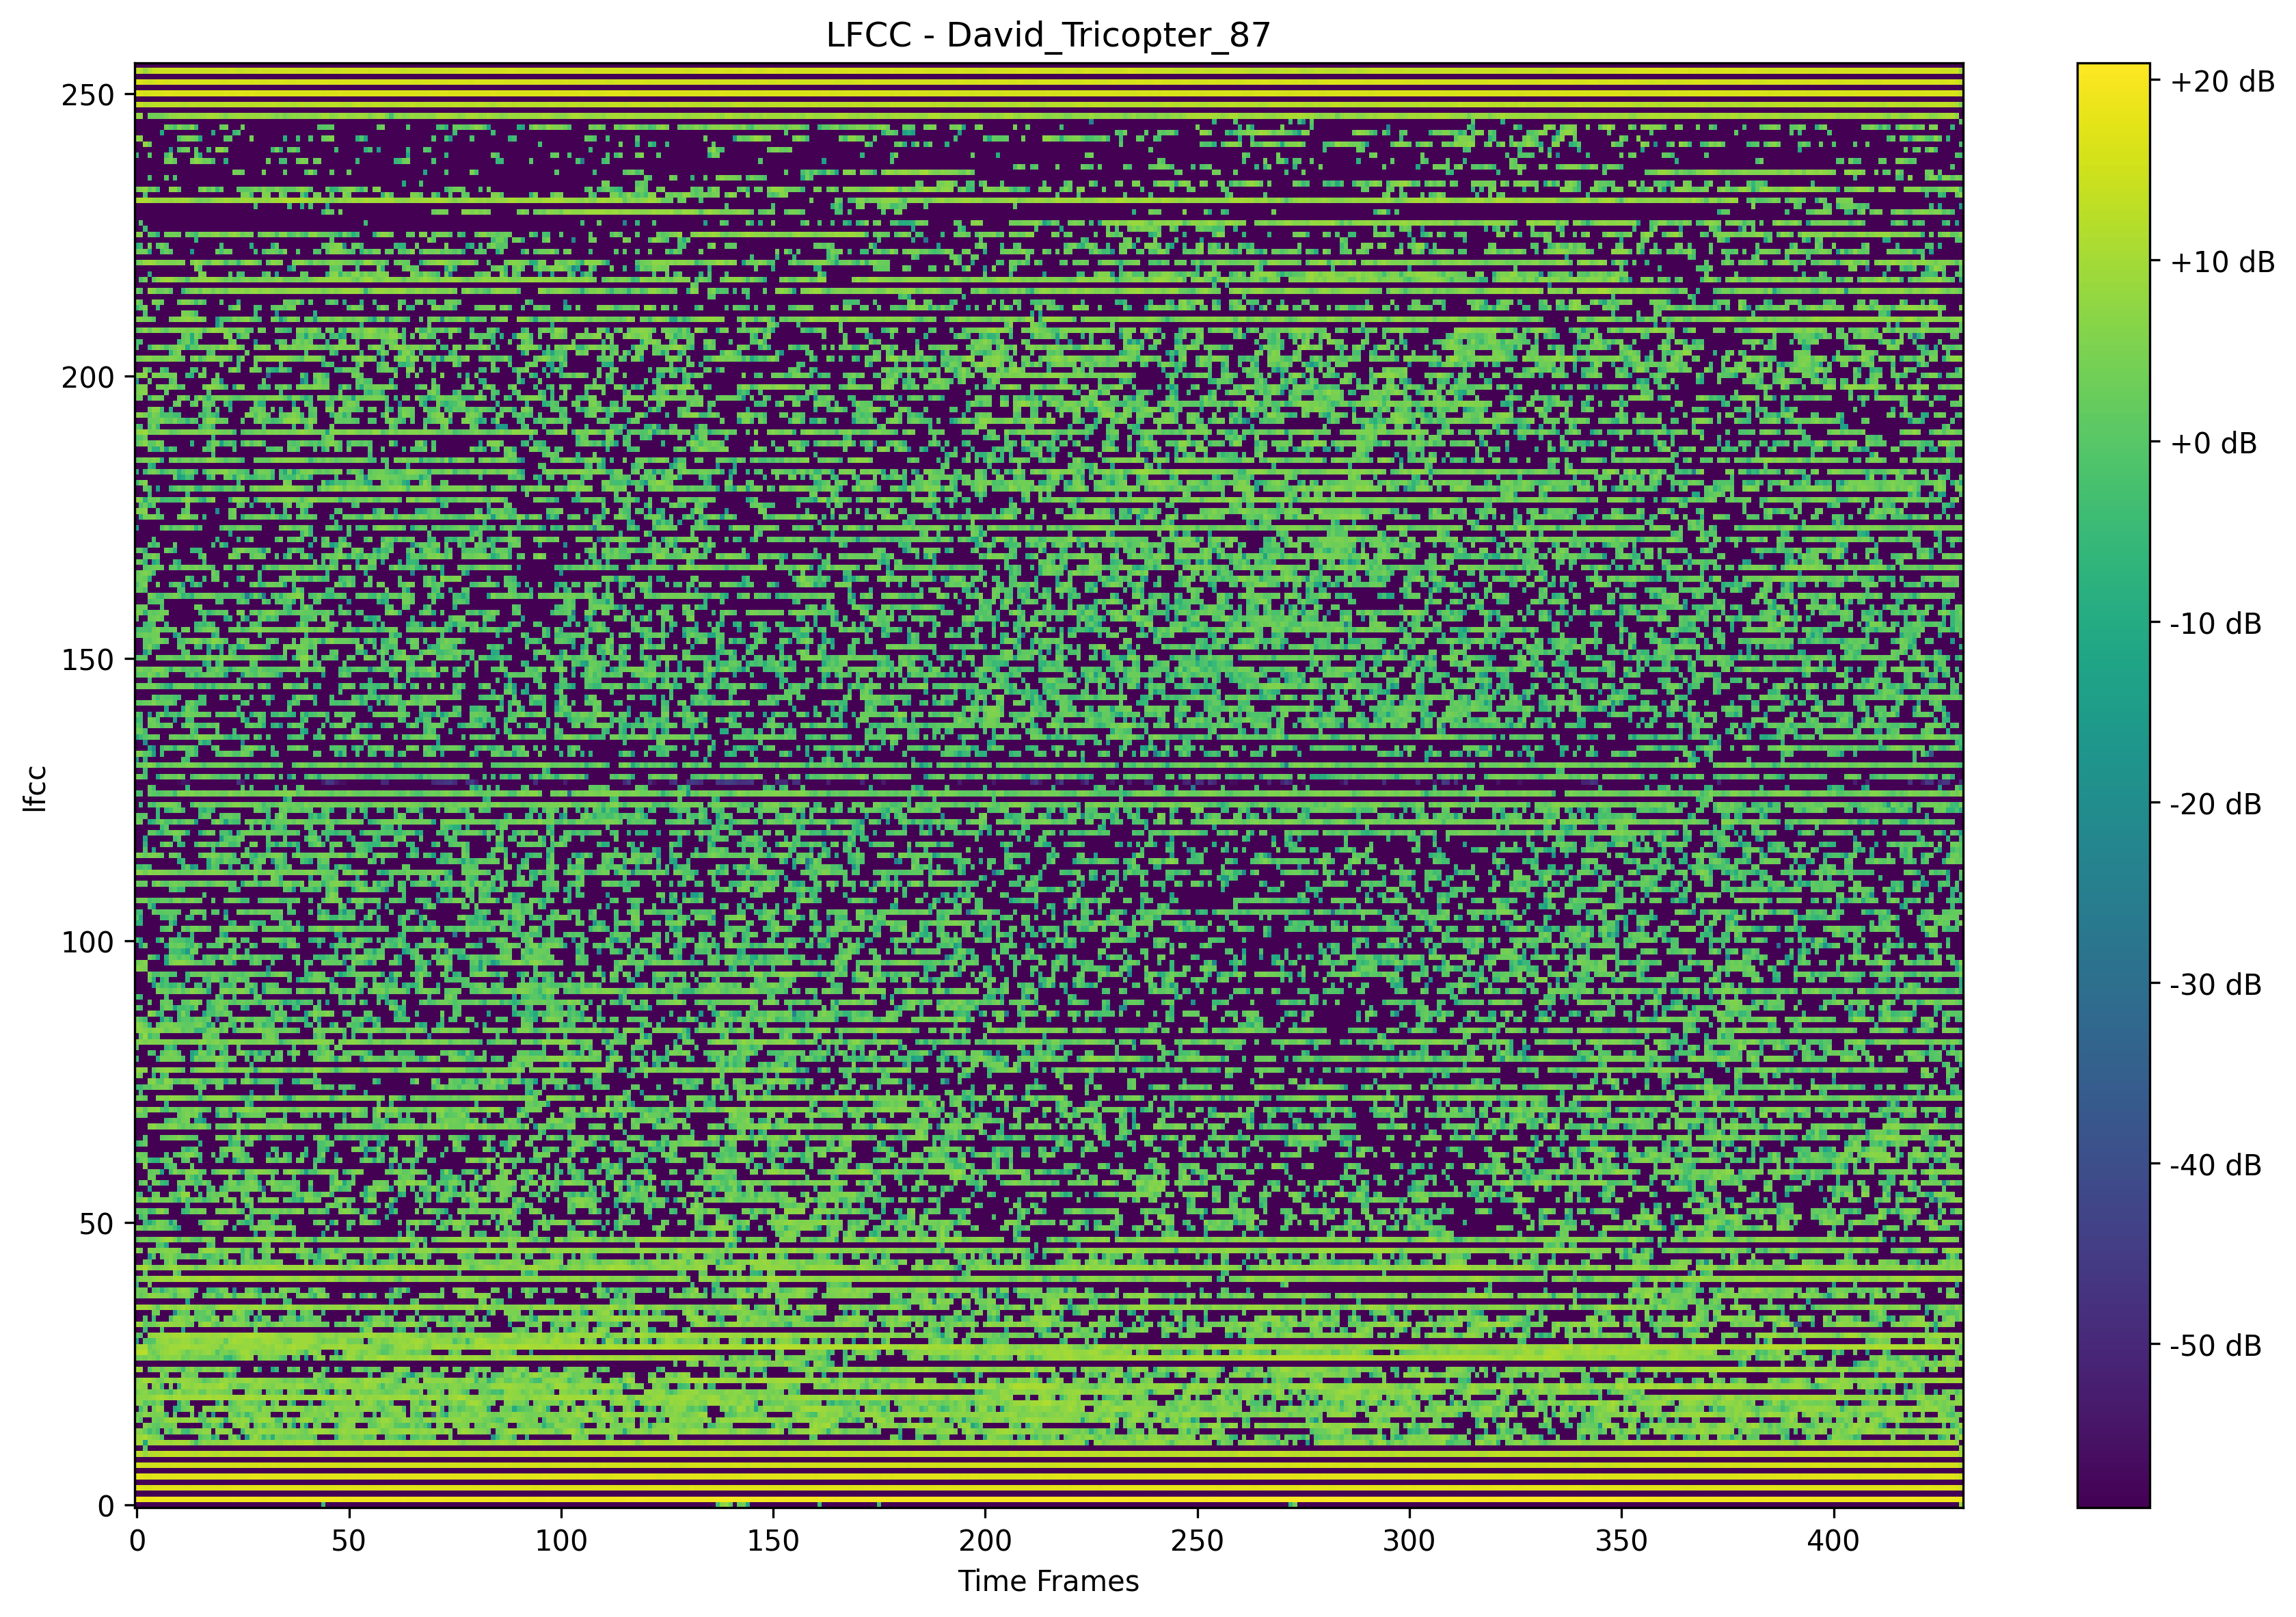 LFCC - David_Tricopter_87
250
200
150
100
50
0
lfcc
0 50 100 150 200 250 300 350 400
Time Frames
+20 dB
+10 dB
+0 dB
-10 dB
-20 dB
-30 dB
-40 dB
-50 dB